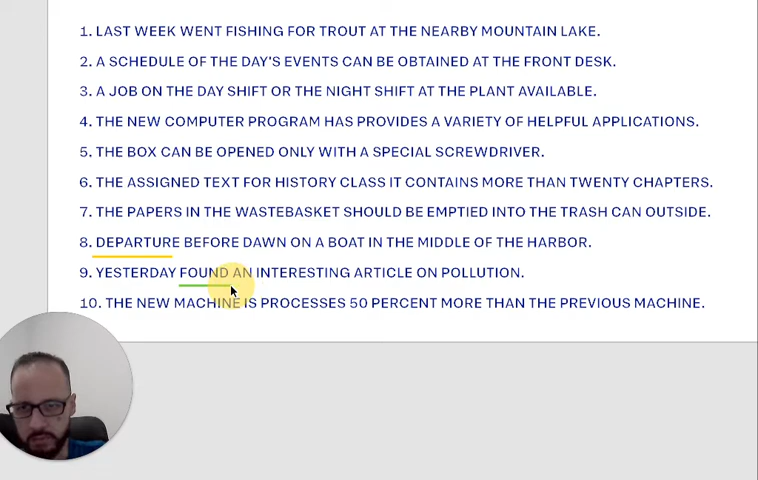 1. LAST WEEK WENT FISHING FOR TROUT AT THE NEARBY MOUNTAIN LAKE.
2. A SCHEDULE OF THE DAY'S EVENTS CAN BE OBTAINED AT THE FRONT DESK.
3. A JOB ON THE DAY SHIFT OR THE NIGHT SHIFT AT THE PLANT AVAILABLE.
4. THE NEW COMPUTER PROGRAM HAS PROVIDES A VARIETY OF HELPFUL APPLICATIONS.
5. THE BOX CAN BE OPENED ONLY WITH A SPECIAL SCREWDRIVER.
6. THE ASSIGNED TEXT FOR HISTORY CLASS IT CONTAINS MORE THAN TWENTY CHAPTERS.
7. THE PAPERS IN THE WASTEBASKET SHOULD BE EMPTIED INTO THE TRASH CAN OUTSIDE.
8. DEPARTURE BEFORE DAWN ON A BOAT IN THE MIDDLE OF THE HARBOR.
9. YESTERDAY FOUND AN INTERESTING ARTICLE ON POLLUTION.
10. THE NEW MACHINE IS PROCESSES 50 PERCENT MORE THAN THE PREVIOUS MACHINE.